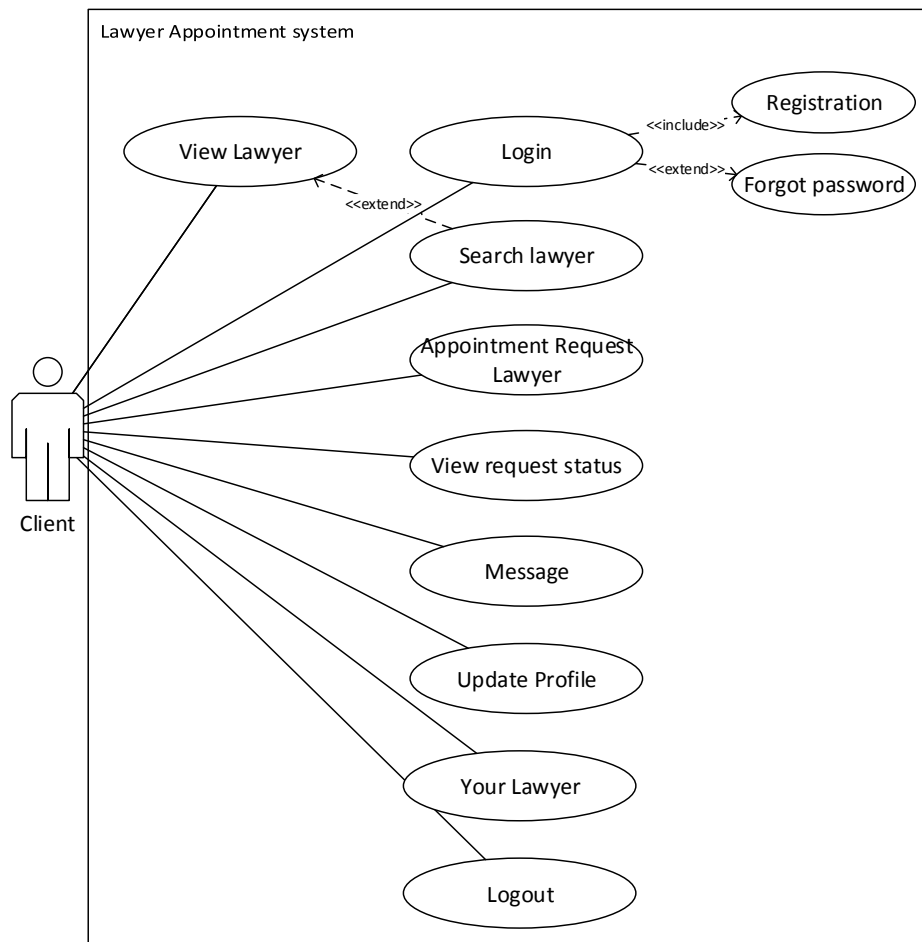 Lawyer Appointment system
Registration
<<include>>
View Lawyer
Login
<<extend>>
Forgot password
<<extend>>
Search lawyer
Appointment Request
Lawyer
View request status
Client
Message
Update Profile
Your Lawyer
Logout